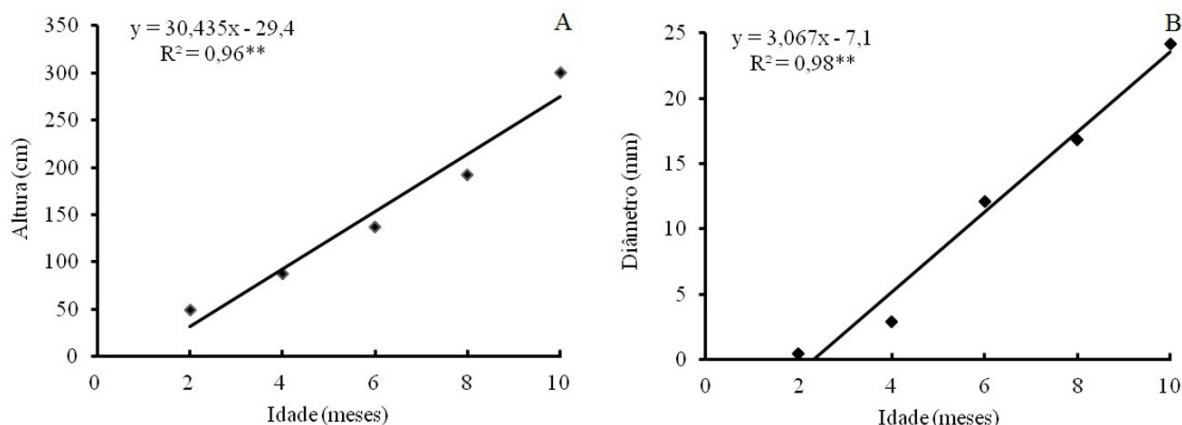 A
y = 30,435x - 29,4
R² = 0,96**
350
300
250
200
150
100
50
0
Altura (cm)
0 2 4 6 8 10
Idade (meses)
B
y = 3,067x - 7,1
R² = 0,98**
25
20
15
10
5
0
Diâmetro (mm)
0 2 4 6 8 10
Idade (meses)